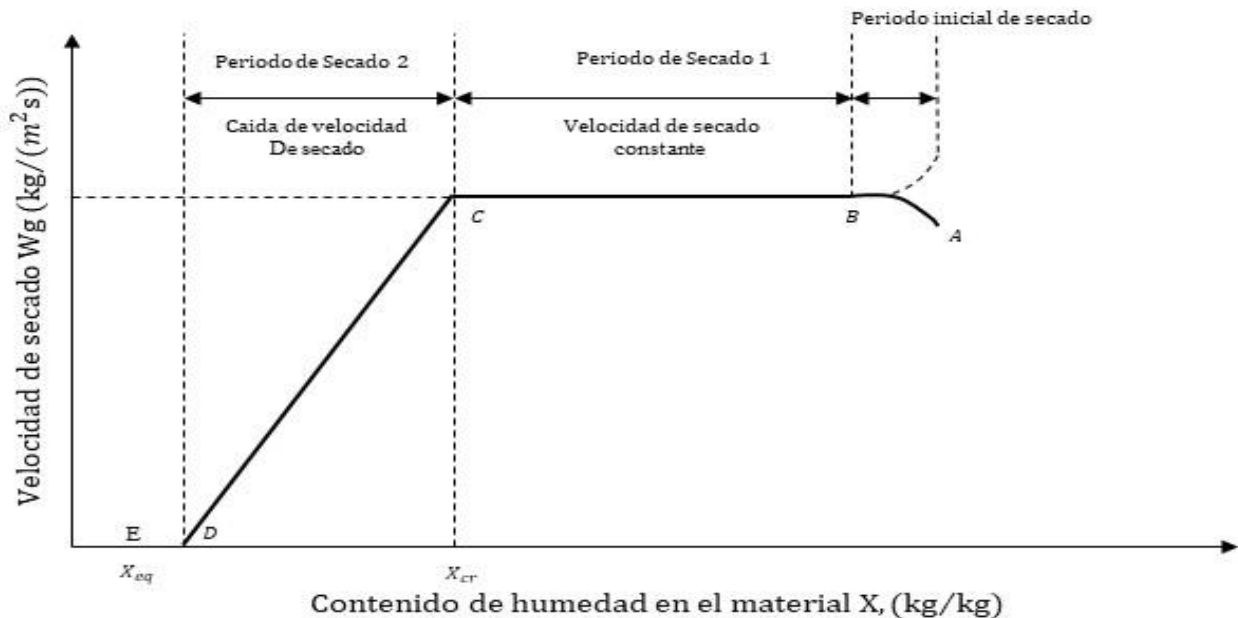 Periodo inicial de secado
Periodo de Secado 2
Periodo de Secado 1
Caida de velocidad
De secado
Velocidad de secado
constante
Velocidad de secado Wg (kg/(m²s))
C
B
A
E
D
X_eq
X_cr
Contenido de humedad en el material X, (kg/kg)